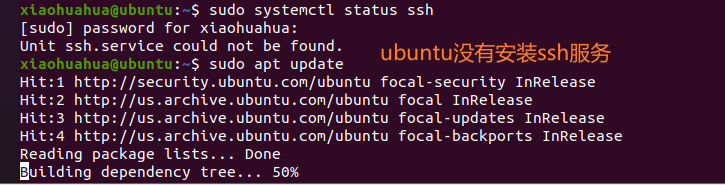 xiaohuahua@ubuntu:~$ sudo systemctl status ssh
[sudo] password for xiaohuahua:
Unit ssh.service could not be found.
ubuntu没有安装ssh服务
xiaohuahua@ubuntu:~$ sudo apt update
Hit:1 http://security.ubuntu.com/ubuntu focal-security InRelease
Hit:2 http://us.archive.ubuntu.com/ubuntu focal InRelease
Hit:3 http://us.archive.ubuntu.com/ubuntu focal-updates InRelease
Hit:4 http://us.archive.ubuntu.com/ubuntu focal-backports InRelease
Reading package lists... Done
Building dependency tree... 50%